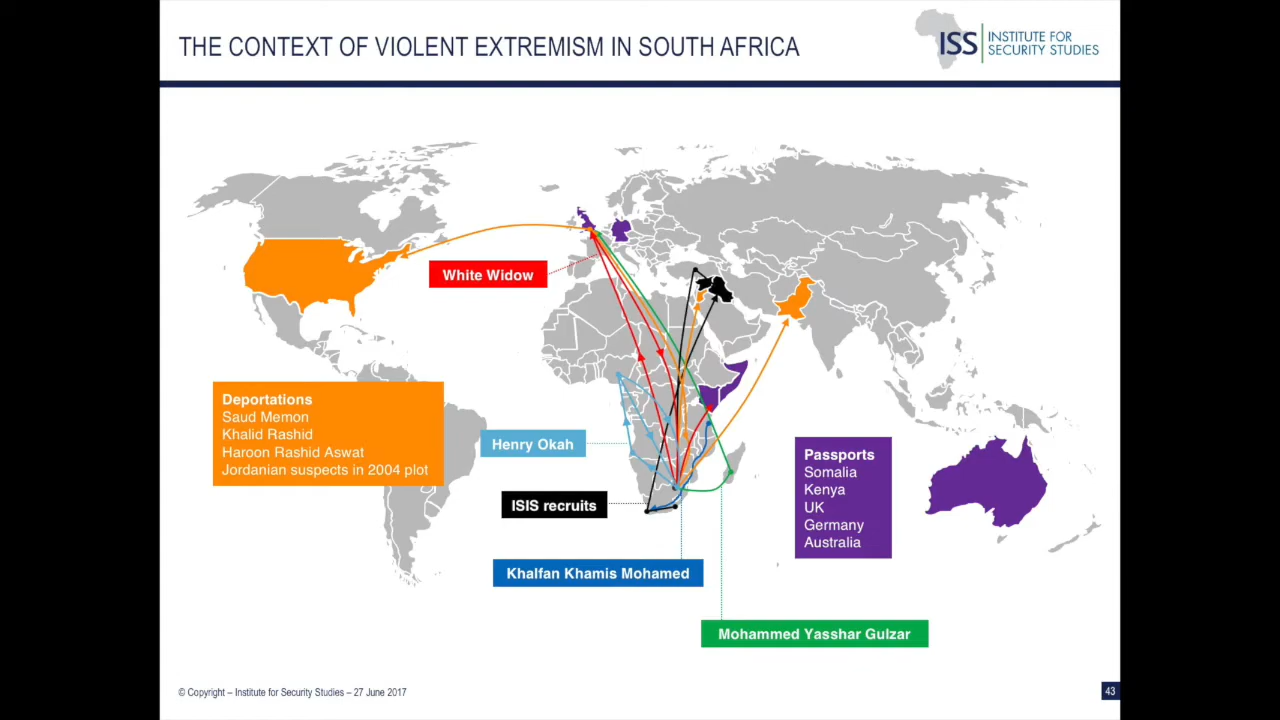 THE CONTEXT OF VIOLENT EXTREMISM IN SOUTH AFRICA
ISS
INSTITUTE FOR
SECURITY STUDIES
White Widow
Deportations
Saud Memon
Khalid Rashid
Haroon Rashid Aswat
Jordanian suspects in 2004 plot
Henry Okah
ISIS recruits
Khalfan Khamis Mohamed
Mohammed Yasshar Gulzar
Passports
Somalia
Kenya
UK
Germany
Australia
© Copyright – Institute for Security Studies – 27 June 2017
43